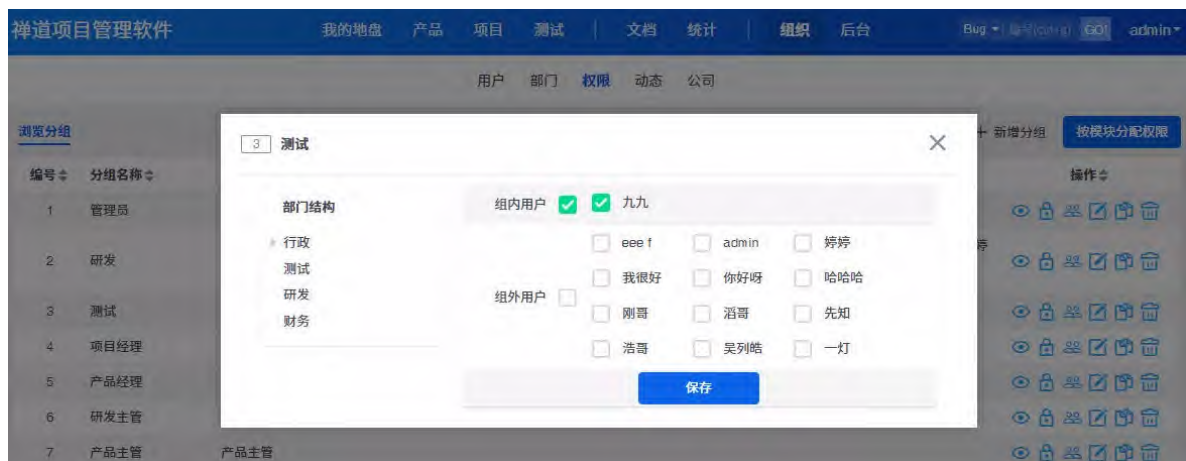 禅道项目管理软件 我的地盘 产品 项目 测试 文档 统计 组织 后台 Bug GO! admin
用户 部门 权限 动态 公司
浏览分组 + 新增分组 按模块分配权限
3 测试
编号 分组名称 操作
1 管理员
2 研发
3 测试
4 项目经理
5 产品经理
6 研发主管
7 产品主管 产品主管
部门结构
行政
测试
研发
财务
组内用户 九九
组外用户
eee f admin 婷婷
我很好 你好呀 哈哈哈
刚哥 滔哥 先知
浩哥 吴列皓 一灯
保存